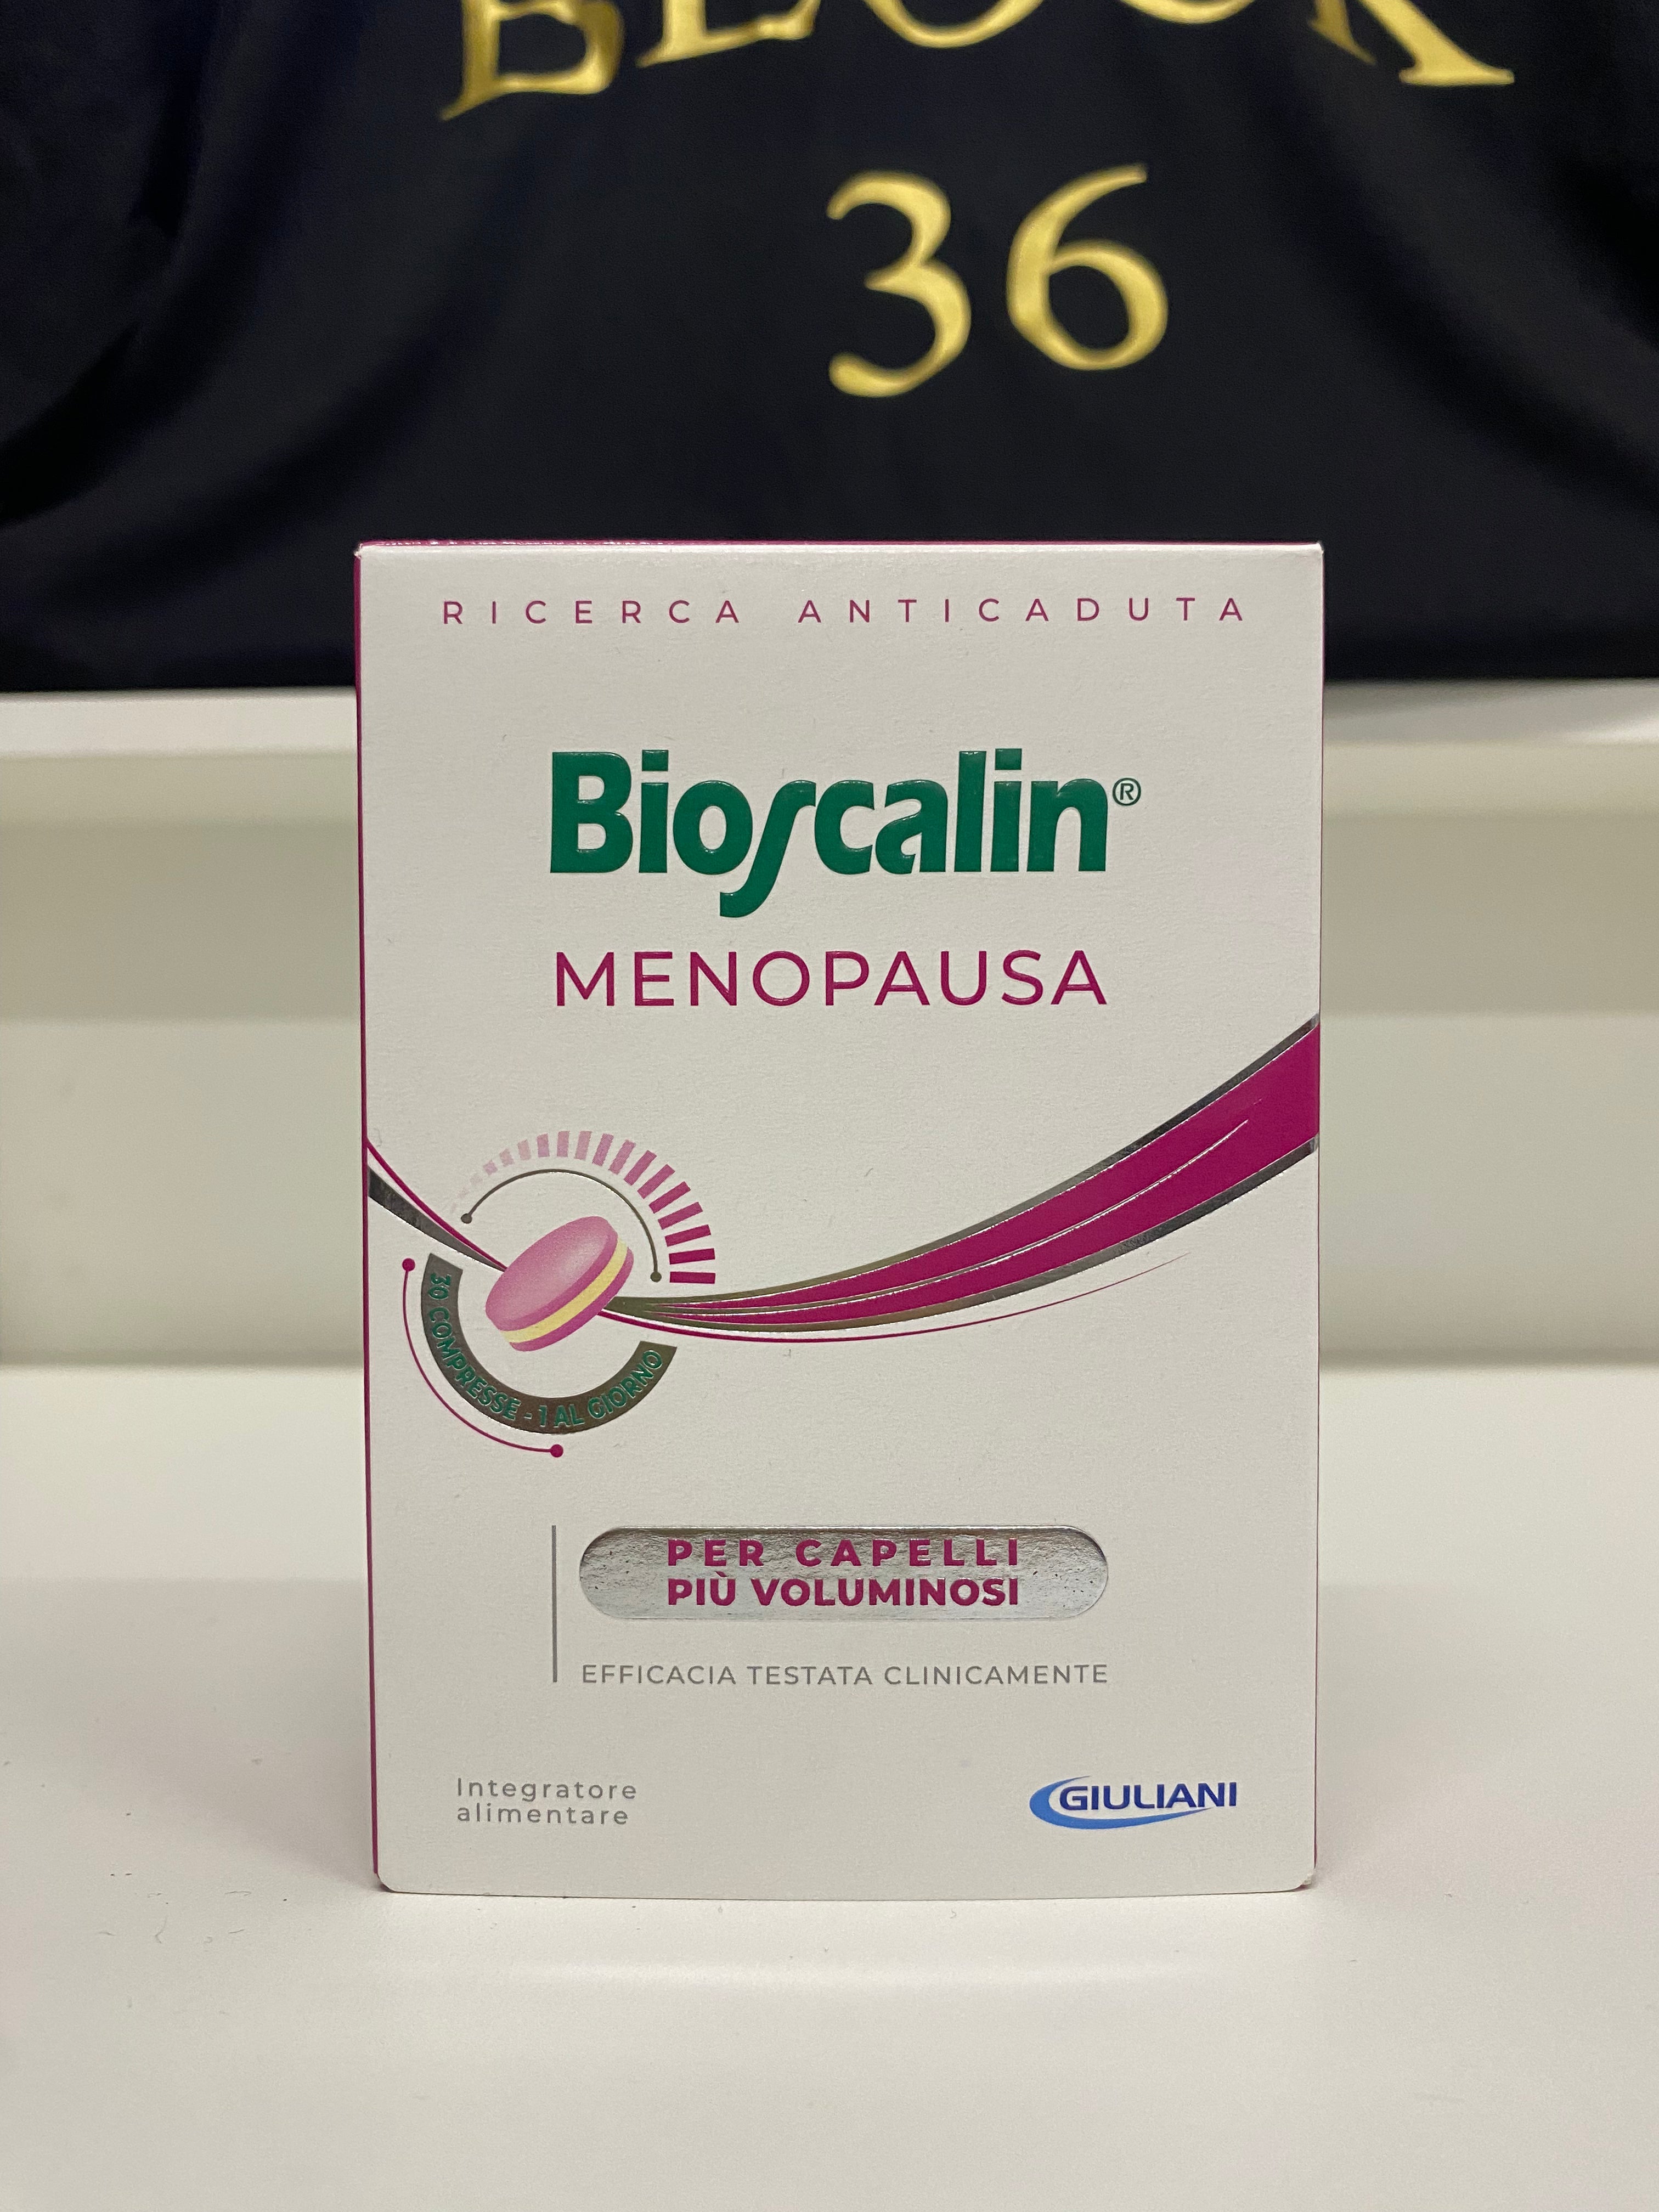 BLOCK
36
RICERCA ANTICADUTA
Bioscalin®
MENOPAUSA
30 COMPRESSE - 1 AL GIORNO
PER CAPELLI
PIÙ VOLUMINOSI
EFFICACIA TESTATA CLINICAMENTE
Integratore
alimentare
GIULIANI